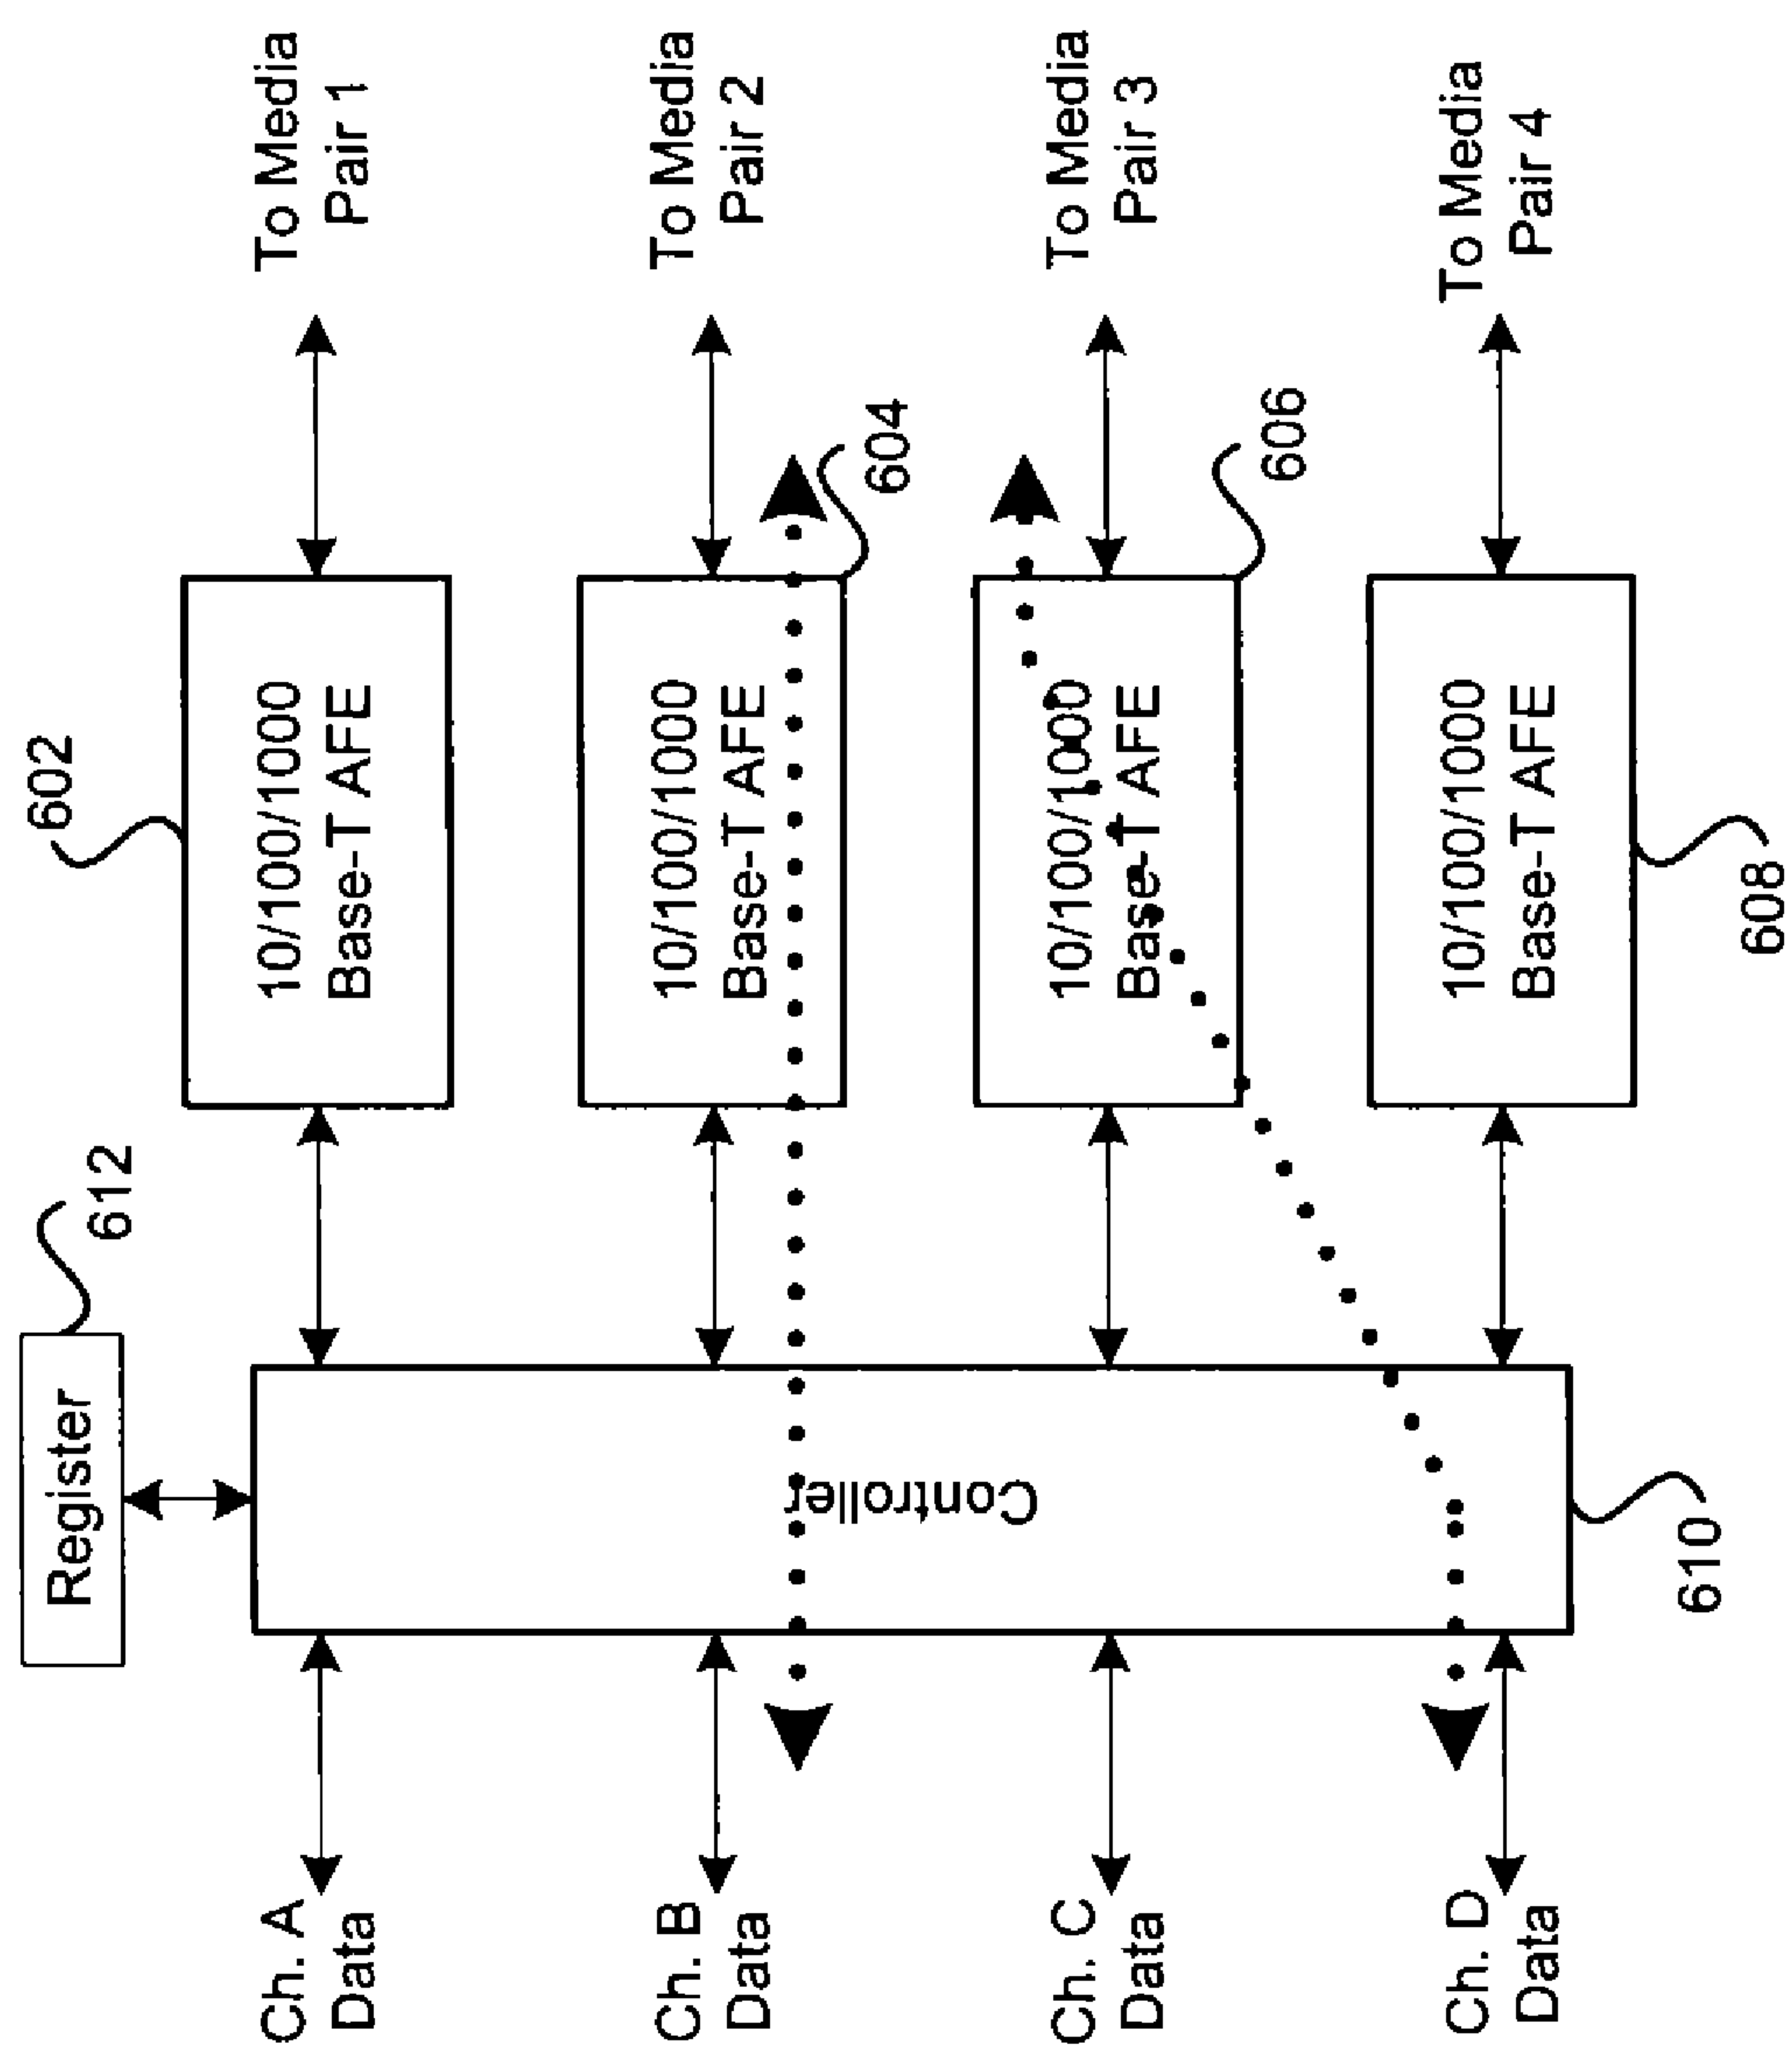 Register
612
602
Ch. A
Data
10/100/1000
Base-T AFE
To Media
Pair 1
Ch. B
Data
10/100/1000
Base-T AFE
To Media
Pair 2
604
Controller
Ch. C
Data
10/100/1000
Base-T AFE
To Media
Pair 3
606
Ch. D
Data
10/100/1000
Base-T AFE
To Media
Pair 4
610
608